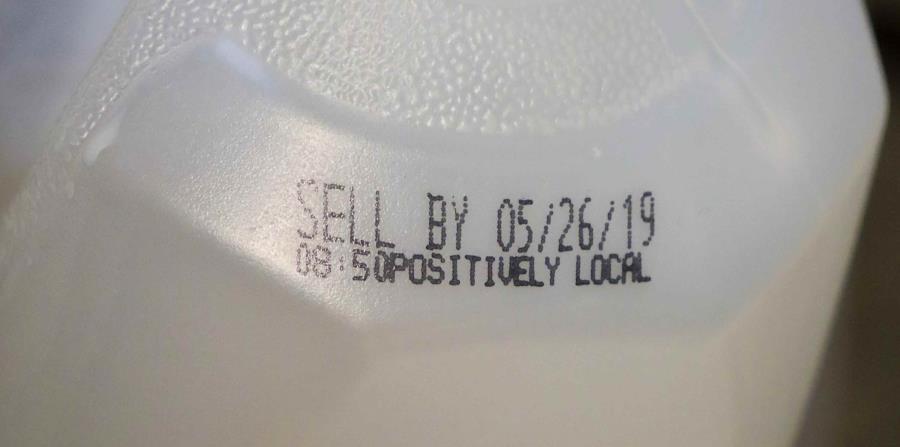 SELL BY 05/26/19
08:50POSITIVELY LOCAL